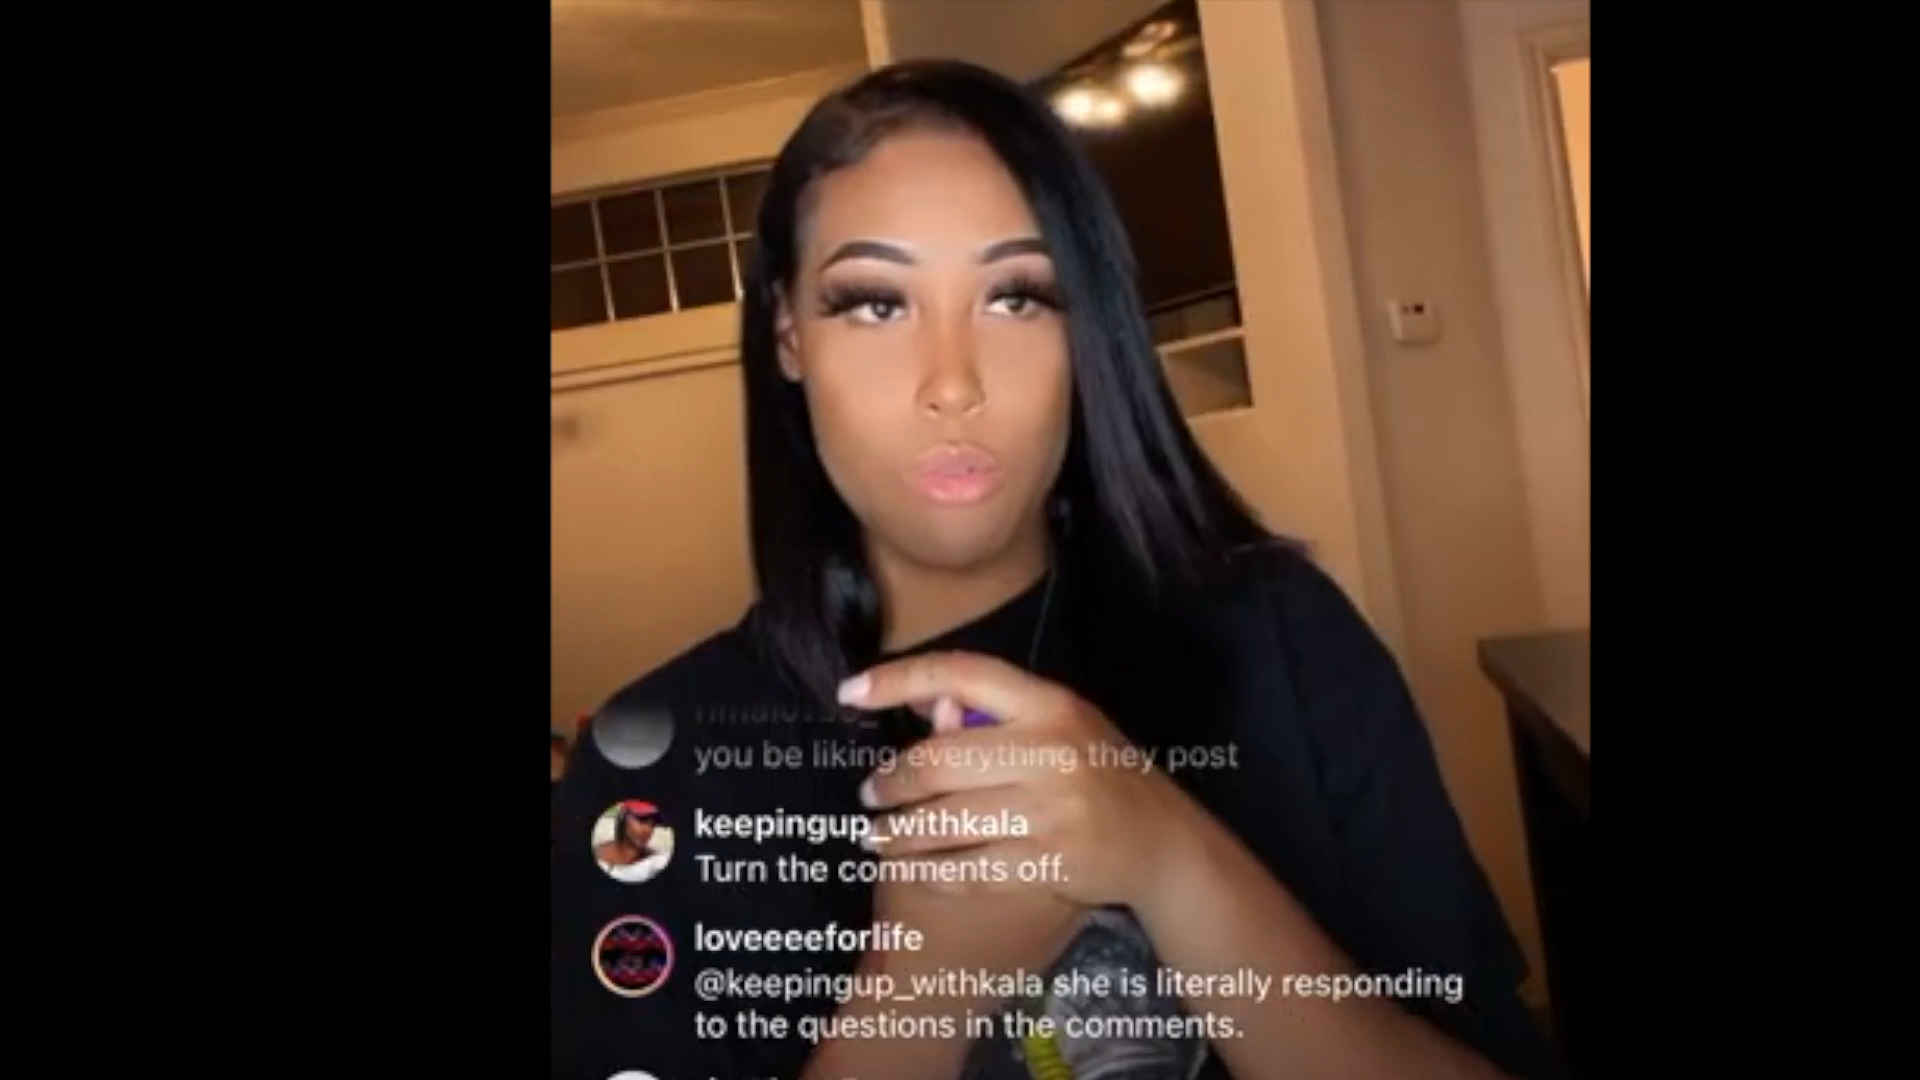 you be liking everything they post
keepingup_withkala
Turn the comments off.
loveeeeforlife
@keepingup_withkala she is literally responding
to the questions in the comments.